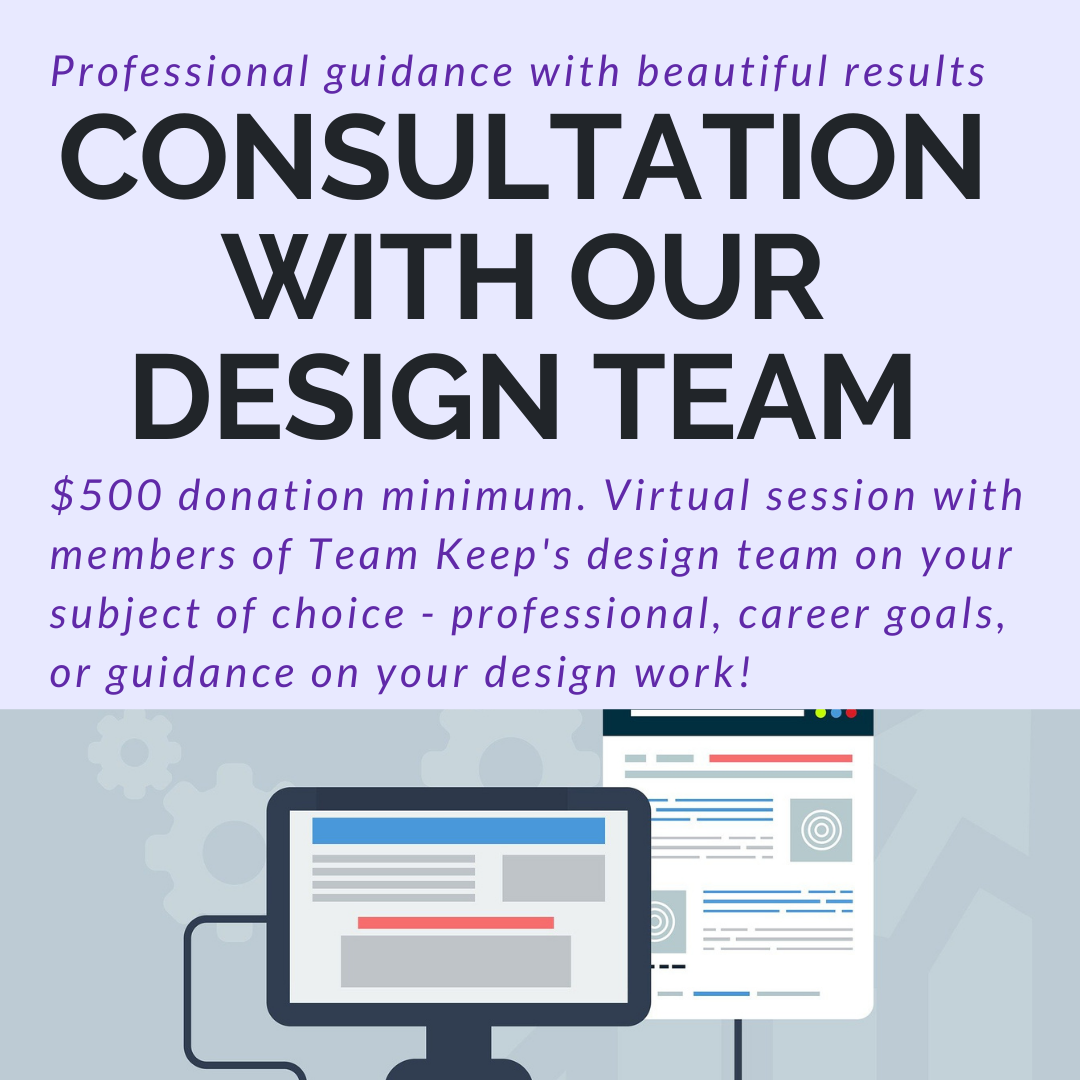 Professional guidance with beautiful results
CONSULTATION
WITH OUR
DESIGN TEAM
$500 donation minimum. Virtual session with
members of Team Keep's design team on your
subject of choice - professional, career goals,
or guidance on your design work!